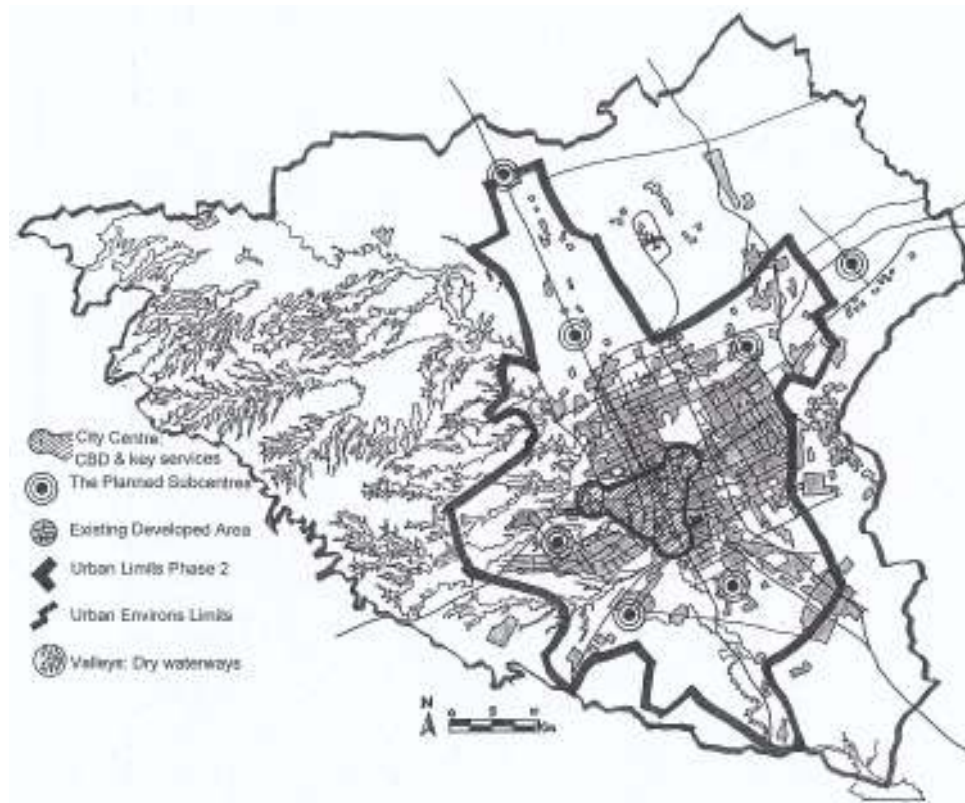 City Centre
CBD & key services
The Planned Subcentres
Existing Developed Area
Urban Limits Phase 2
Urban Environs Limits
Valleys: Dry waterways
N
Km